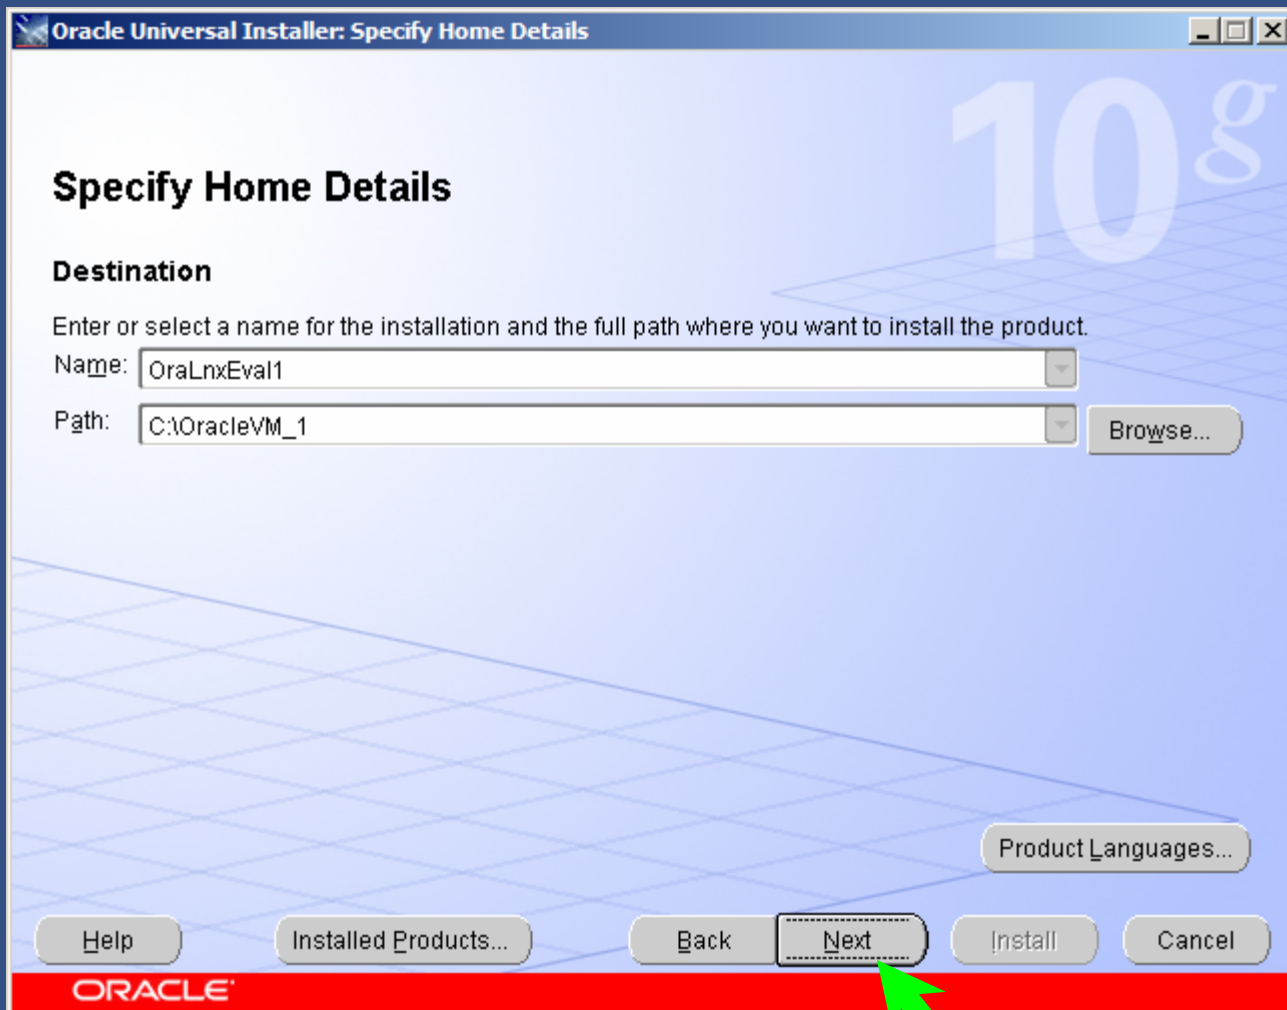 Oracle Universal Installer: Specify Home Details
10g
Specify Home Details
Destination
Enter or select a name for the installation and the full path where you want to install the product.
Name: OraLnxEval1
Path: C:\OracleVM_1 Browse...
Product Languages...
Help Installed Products... Back Next Install Cancel
ORACLE